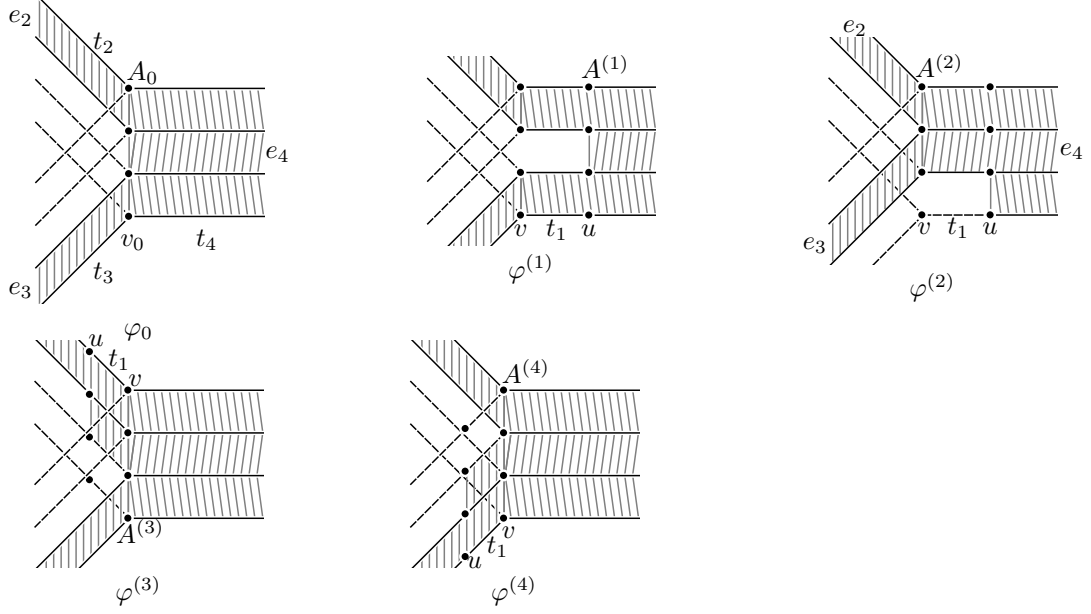 e₂
t₂
A₀
e₄
v₀
t₄
t₃
e₃
φ₀
A⁽¹⁾
v
t₁
u
φ⁽¹⁾
e₂
A⁽²⁾
e₄
e₃
v
t₁
u
φ⁽²⁾
u
t₁
v
A⁽³⁾
φ⁽³⁾
A⁽⁴⁾
v
t₁
u
φ⁽⁴⁾